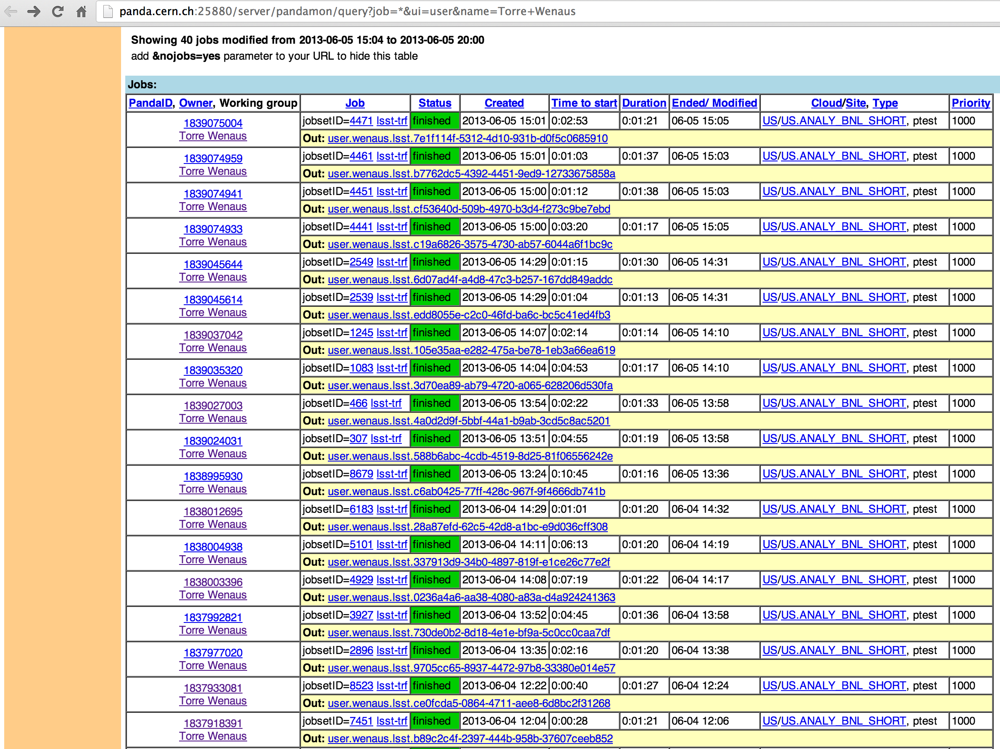 panda.cern.ch:25880/server/pandamon/query?job=*&ui=user&name=Torre+Wenaus
Showing 40 jobs modified from 2013-06-05 15:04 to 2013-06-05 20:00
add &nojobs=yes parameter to your URL to hide this table
Jobs:
PandaID, Owner, Working group Job Status Created Time to start Duration Ended/ Modified Cloud/Site, Type Priority
1839075004 jobsetID=4471 lsst-trf finished 2013-06-05 15:01 0:02:53 0:01:21 06-05 15:05 US/US.ANALY_BNL_SHORT, ptest 1000
Torre Wenaus Out: user.wenaus.lsst.7e1f114f-5312-4d10-931b-d0f5c0685910
1839074959 jobsetID=4461 lsst-trf finished 2013-06-05 15:01 0:01:03 0:01:37 06-05 15:03 US/US.ANALY_BNL_SHORT, ptest 1000
Torre Wenaus Out: user.wenaus.lsst.b7762dc5-4392-4451-9ed9-12733675858a
1839074941 jobsetID=4451 lsst-trf finished 2013-06-05 15:00 0:01:12 0:01:38 06-05 15:03 US/US.ANALY_BNL_SHORT, ptest 1000
Torre Wenaus Out: user.wenaus.lsst.cf53640d-509b-4970-b3d4-f273c9be7ebd
1839074933 jobsetID=4441 lsst-trf finished 2013-06-05 15:00 0:03:20 0:01:17 06-05 15:05 US/US.ANALY_BNL_SHORT, ptest 1000
Torre Wenaus Out: user.wenaus.lsst.c19a6826-3575-4730-ab57-6044a6f1bc9c
1839045644 jobsetID=2549 lsst-trf finished 2013-06-05 14:29 0:01:15 0:01:30 06-05 14:31 US/US.ANALY_BNL_SHORT, ptest 1000
Torre Wenaus Out: user.wenaus.lsst.6d07ad4f-a4d8-47c3-b257-167dd849addc
1839045614 jobsetID=2539 lsst-trf finished 2013-06-05 14:29 0:01:04 0:01:13 06-05 14:31 US/US.ANALY_BNL_SHORT, ptest 1000
Torre Wenaus Out: user.wenaus.lsst.edd8055e-c2c0-46fd-ba6c-bc5c41ed4fb3
1839037042 jobsetID=1245 lsst-trf finished 2013-06-05 14:07 0:02:14 0:01:14 06-05 14:10 US/US.ANALY_BNL_SHORT, ptest 1000
Torre Wenaus Out: user.wenaus.lsst.105e35aa-e282-475a-be78-1eb3a66ea619
1839035320 jobsetID=1083 lsst-trf finished 2013-06-05 14:04 0:04:53 0:01:17 06-05 14:10 US/US.ANALY_BNL_SHORT, ptest 1000
Torre Wenaus Out: user.wenaus.lsst.3d70ea89-ab79-4720-a065-628206d530fa
1839027003 jobsetID=466 lsst-trf finished 2013-06-05 13:54 0:02:22 0:01:33 06-05 13:58 US/US.ANALY_BNL_SHORT, ptest 1000
Torre Wenaus Out: user.wenaus.lsst.4a0d2d9f-5bbf-44a1-b9ab-3cd5c8ac5201
1839024031 jobsetID=307 lsst-trf finished 2013-06-05 13:51 0:04:55 0:01:19 06-05 13:58 US/US.ANALY_BNL_SHORT, ptest 1000
Torre Wenaus Out: user.wenaus.lsst.588b6abc-4cdb-4519-8d25-81f06556242e
1838995930 jobsetID=8679 lsst-trf finished 2013-06-05 13:24 0:10:45 0:01:16 06-05 13:36 US/US.ANALY_BNL_SHORT, ptest 1000
Torre Wenaus Out: user.wenaus.lsst.c6ab0425-77ff-428c-967f-9f4666db741b
1838012695 jobsetID=6183 lsst-trf finished 2013-06-04 14:29 0:01:01 0:01:20 06-04 14:32 US/US.ANALY_BNL_SHORT, ptest 1000
Torre Wenaus Out: user.wenaus.lsst.28a87efd-62c5-42d8-a1bc-e9d036cff308
1838004938 jobsetID=5101 lsst-trf finished 2013-06-04 14:11 0:06:13 0:01:20 06-04 14:19 US/US.ANALY_BNL_SHORT, ptest 1000
Torre Wenaus Out: user.wenaus.lsst.337913d9-34b0-4897-819f-e1ce26c77e2f
1838003396 jobsetID=4929 lsst-trf finished 2013-06-04 14:08 0:07:19 0:01:22 06-04 14:17 US/US.ANALY_BNL_SHORT, ptest 1000
Torre Wenaus Out: user.wenaus.lsst.0236a4a6-aa38-4080-a83a-d4a924241363
1837992821 jobsetID=3927 lsst-trf finished 2013-06-04 13:52 0:04:45 0:01:36 06-04 13:58 US/US.ANALY_BNL_SHORT, ptest 1000
Torre Wenaus Out: user.wenaus.lsst.730de0b2-8d18-4e1e-bf9a-5c0cc0caa7df
1837977020 jobsetID=2896 lsst-trf finished 2013-06-04 13:35 0:02:16 0:01:20 06-04 13:38 US/US.ANALY_BNL_SHORT, ptest 1000
Torre Wenaus Out: user.wenaus.lsst.9705cc65-8937-4472-97b8-33380e014e57
1837933081 jobsetID=8523 lsst-trf finished 2013-06-04 12:22 0:00:40 0:01:27 06-04 12:24 US/US.ANALY_BNL_SHORT, ptest 1000
Torre Wenaus Out: user.wenaus.lsst.ce0fcda5-0864-4711-aee8-6d8bc2f31268
1837918391 jobsetID=7451 lsst-trf finished 2013-06-04 12:04 0:00:28 0:01:21 06-04 12:06 US/US.ANALY_BNL_SHORT, ptest 1000
Torre Wenaus Out: user.wenaus.lsst.b89c2c4f-2397-444b-958b-37607ceeb852